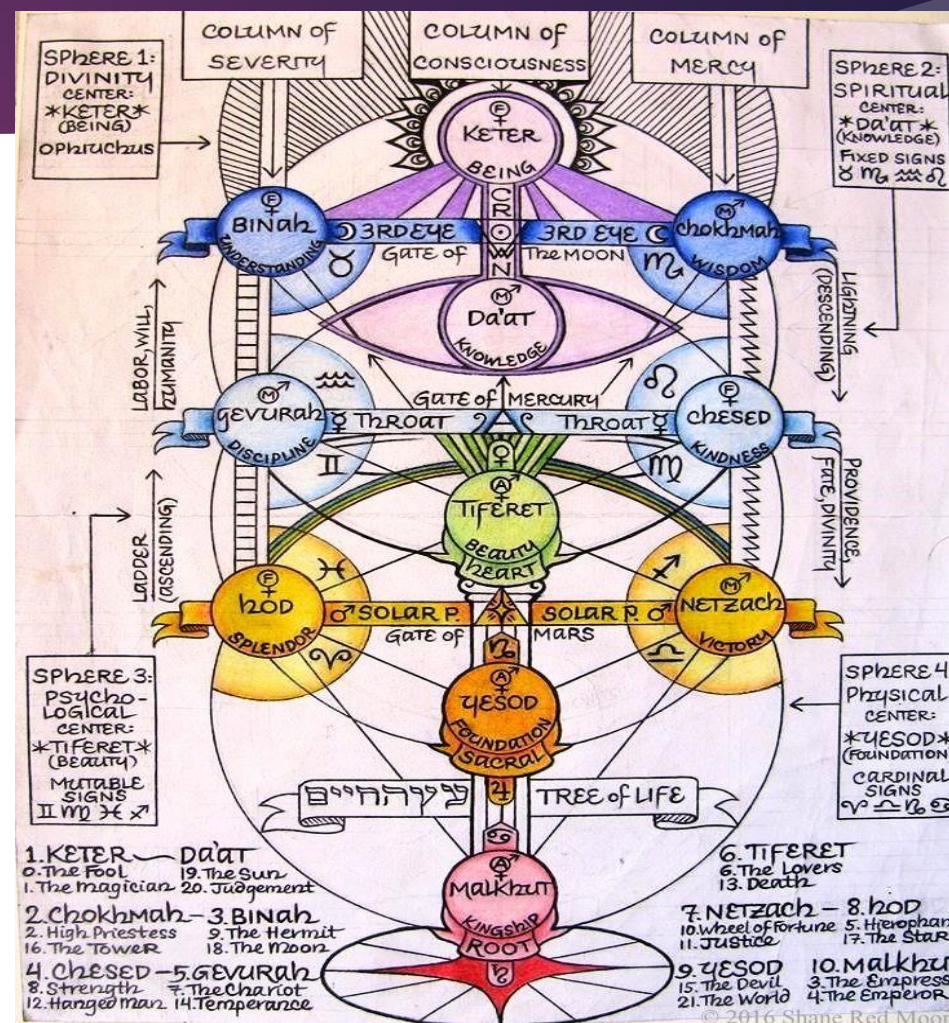 COLUMN OF SEVERITY
COLUMN OF CONSCIOUSNESS
COLUMN OF MERCY
SPHERE 1:
DIVINITY
CENTER:
*KETER*
(BEING)
OPHIUCHUS
SPHERE 2:
SPIRITUAL
CENTER:
*DA'AT*
(KNOWLEDGE)
FIXED SIGNS
♉ ♏ ♒ ♌
F
KETER
BEING
CROWN
F
BINAH
UNDERSTANDING
3RD EYE
3RD EYE
M
CHOKHMAH
WISDOM
GATE OF THE MOON
♉
♏
M
DA'AT
KNOWLEDGE
LABOR, WILL,
HUMANITY
LIGHTNING
(DESCENDING)
♒
♌
GATE OF MERCURY
M
GEVURAH
DISCIPLINE
☿ THROAT
THROAT ☿
F
CHESED
KINDNESS
♊
♍
♀
A
TIFERET
BEAUTY
HEART
LADDER
(ASCENDING)
PROVIDENCE,
FATE, DIVINITY
♓
♐
F
HOD
SPLENDOR
♂ SOLAR P.
SOLAR P. ♂
M
NETZACH
VICTORY
GATE OF MARS
♈
♎
♑
A
YESOD
FOUNDATION
SACRAL
♃
SPHERE 3:
PSYCHO-
LOGICAL
CENTER:
*TIFERET*
(BEAUTY)
MUTABLE
SIGNS
♊ ♍ ♓ ♐
SPHERE 4
PHYSICAL
CENTER:
*YESOD*
(FOUNDATION
CARDINAL
SIGNS
♈ ♎ ♑ ♋
עץ החיים
TREE OF LIFE
♋
A
MALKHUT
KINGSHIP
ROOT
♄
1. KETER — DA'AT
0. The Fool 19. The Sun
1. The Magician 20. Judgement
2. CHOKHMAH - 3. BINAH
2. High Priestess 9. The Hermit
16. The Tower 18. The Moon
4. CHESED - 5. GEVURAH
8. Strength 7. The Chariot
12. Hanged Man 14. Temperance
6. TIFERET
6. The Lovers
13. Death
7. NETZACH - 8. HOD
10. Wheel of Fortune 5. Hierophan
11. Justice 17. The Star
9. YESOD 10. MALKHU
15. The Devil 3. The Empress
21. The World 4. The Emperor
© 2016 Shane Red Moon